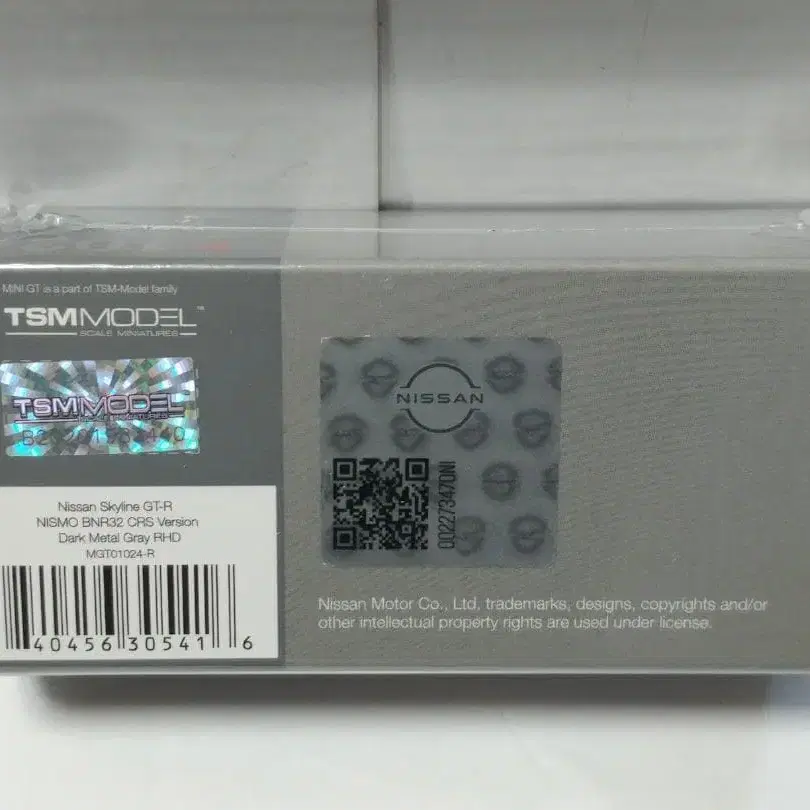 MINI GT is a part of TSM-Model family
TSMMODEL™
SCALE MINIATURES
TSMMODEL
NISSAN
002273470NI
Nissan Skyline GT-R
NISMO BNR32 CRS Version
Dark Metal Gray RHD
MGT01024-R
40456 30541 6
Nissan Motor Co., Ltd, trademarks, designs, copyrights and/or
other intellectual property rights are used under license.